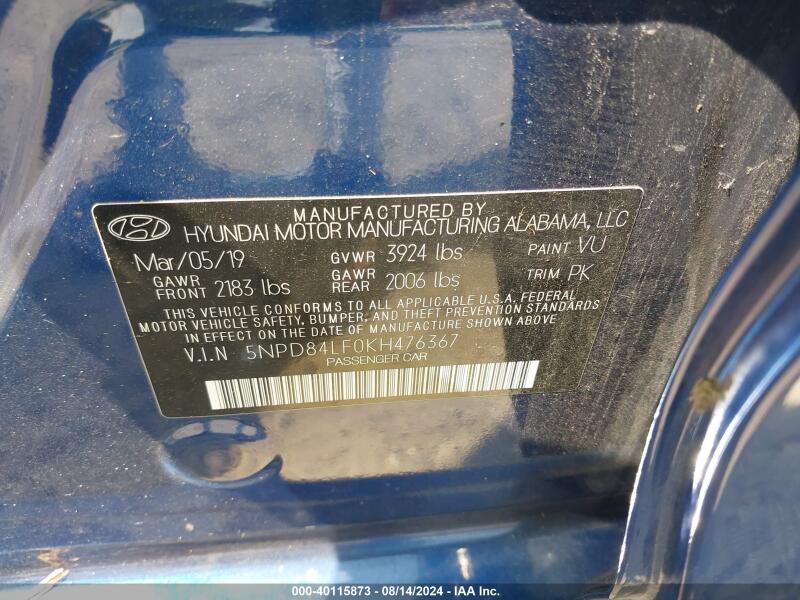 MANUFACTURED BY
HYUNDAI MOTOR MANUFACTURING ALABAMA, LLC
Mar/05/19 GVWR 3924 lbs PAINT VU
GAWR FRONT 2183 lbs GAWR REAR 2006 lbs TRIM PK
THIS VEHICLE CONFORMS TO ALL APPLICABLE U.S.A. FEDERAL
MOTOR VEHICLE SAFETY, BUMPER, AND THEFT PREVENTION STANDARDS
IN EFFECT ON THE DATE OF MANUFACTURE SHOWN ABOVE
V.I.N 5NPD84LF0KH476367
PASSENGER CAR
000-40115873 - 08/14/2024 - IAA Inc.